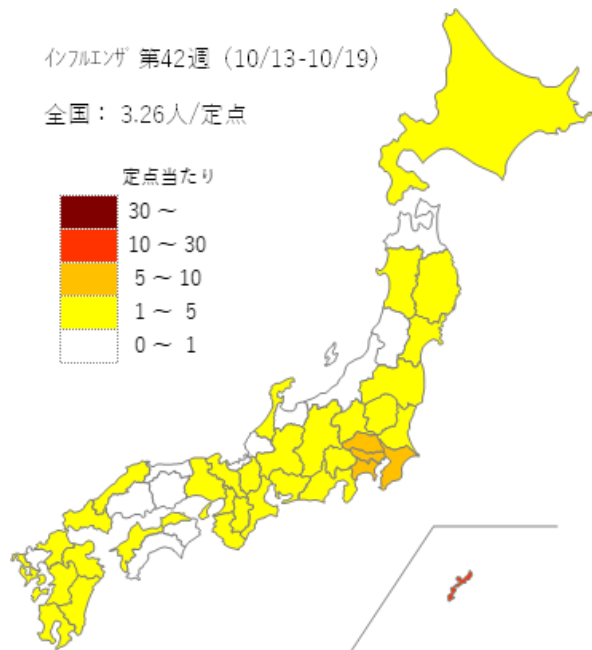 ｲﾝﾌﾙｴﾝｻﾞ 第42週（10/13-10/19）
全国： 3.26人/定点
定点当たり
30 ～
10 ～ 30
5 ～ 10
1 ～ 5
0 ～ 1